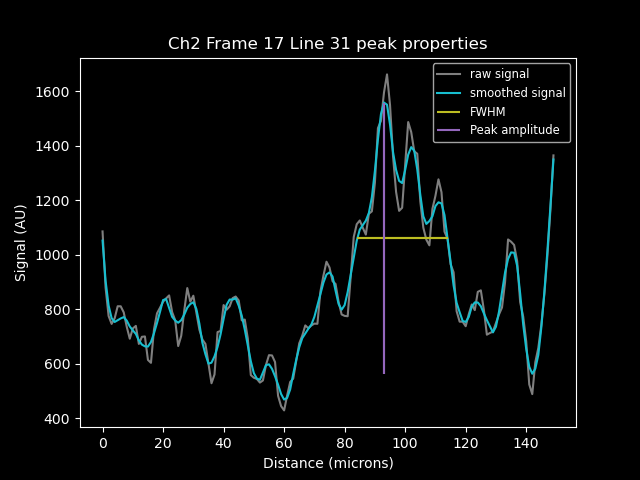 Ch2 Frame 17 Line 31 peak properties
raw signal
smoothed signal
FWHM
Peak amplitude
1600
1400
1200
1000
800
600
400
Signal (AU)
0 20 40 60 80 100 120 140
Distance (microns)